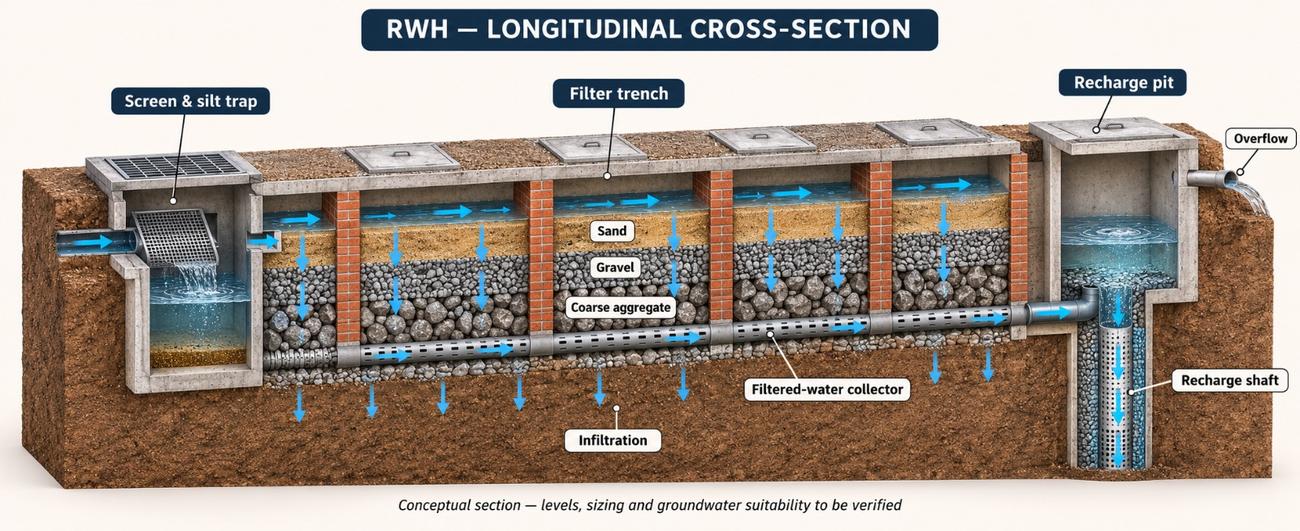 RWH — LONGITUDINAL CROSS-SECTION
Screen & silt trap
Filter trench
Recharge pit
Overflow
Sand
Gravel
Coarse aggregate
Filtered-water collector
Recharge shaft
Infiltration
Conceptual section — levels, sizing and groundwater suitability to be verified